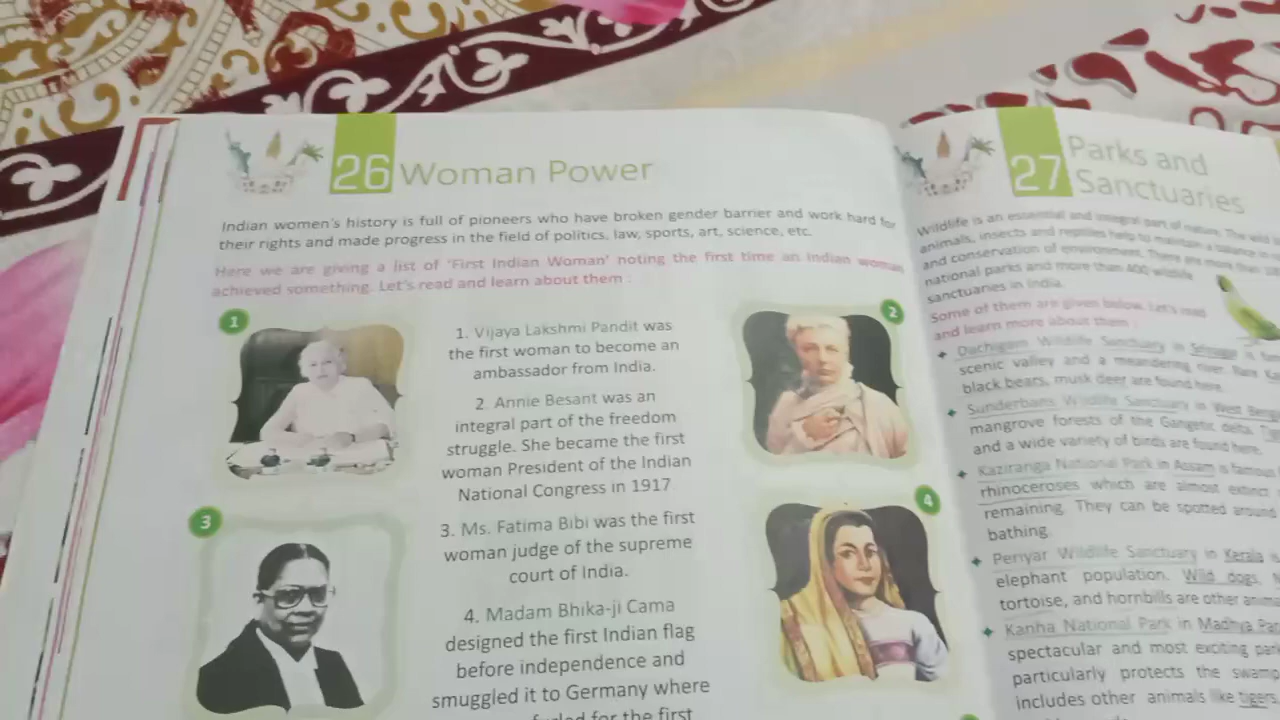 26 Woman Power
Indian women's history is full of pioneers who have broken gender barrier and work hard for
their rights and made progress in the field of politics, law, sports, art, science, etc.
Here we are giving a list of 'First Indian Woman' noting the first time an Indian woman
achieved something. Let's read and learn about them :
1
1. Vijaya Lakshmi Pandit was
the first woman to become an
ambassador from India.
2
2. Annie Besant was an
integral part of the freedom
struggle. She became the first
woman President of the Indian
National Congress in 1917
3
3. Ms. Fatima Bibi was the first
woman judge of the supreme
court of India.
4
4. Madam Bhika-ji Cama
designed the first Indian flag
before independence and
smuggled it to Germany where
for the first
27 Parks and
Sanctuaries
Wildlife is an essential and integral part of nature. The wild
animals, insects and reptiles help to maintain a balance
and conservation of environment. There are more than
national parks and more than 400 wildlife
sanctuaries in India.
Some of them are given below. Let's read
and learn more about them :
Dachigam Wildlife Sanctuary in Srinagar is
scenic valley and a meandering river. Rare
black bears, musk deer are found here.
Sunderbans Wildlife Sanctuary in West
mangrove forests of the Gangetic delta.
and a wide variety of birds are found here.
Kaziranga National Park in Assam is famous
rhinoceroses which are almost extinct
remaining. They can be spotted around
bathing.
Periyar Wildlife Sanctuary in Kerala
elephant population. Wild dogs,
tortoise, and hornbills are other
Kanha National Park in Madhya
spectacular and most exciting
particularly protects the
includes other animals like tigers,